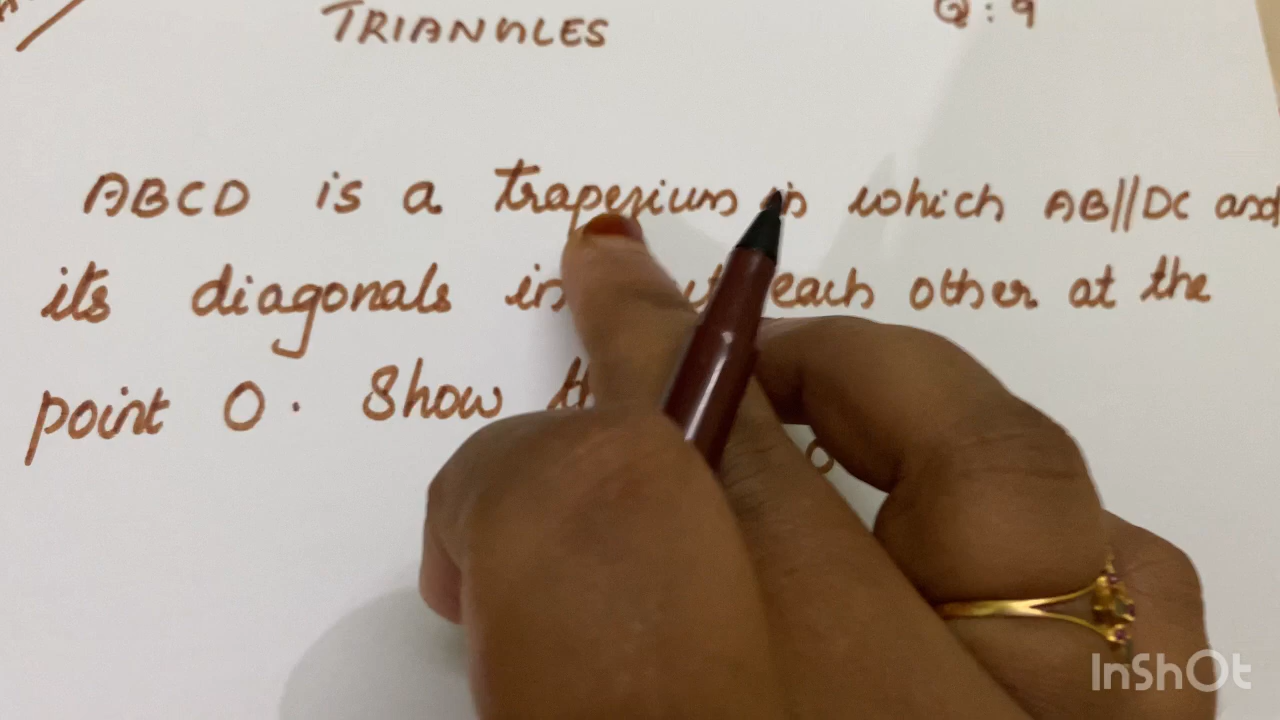 TRIANGLES
Q: 9
ABCD is a trapezium in which AB//DC and
its diagonals each other at the
point O. Show
InShOt